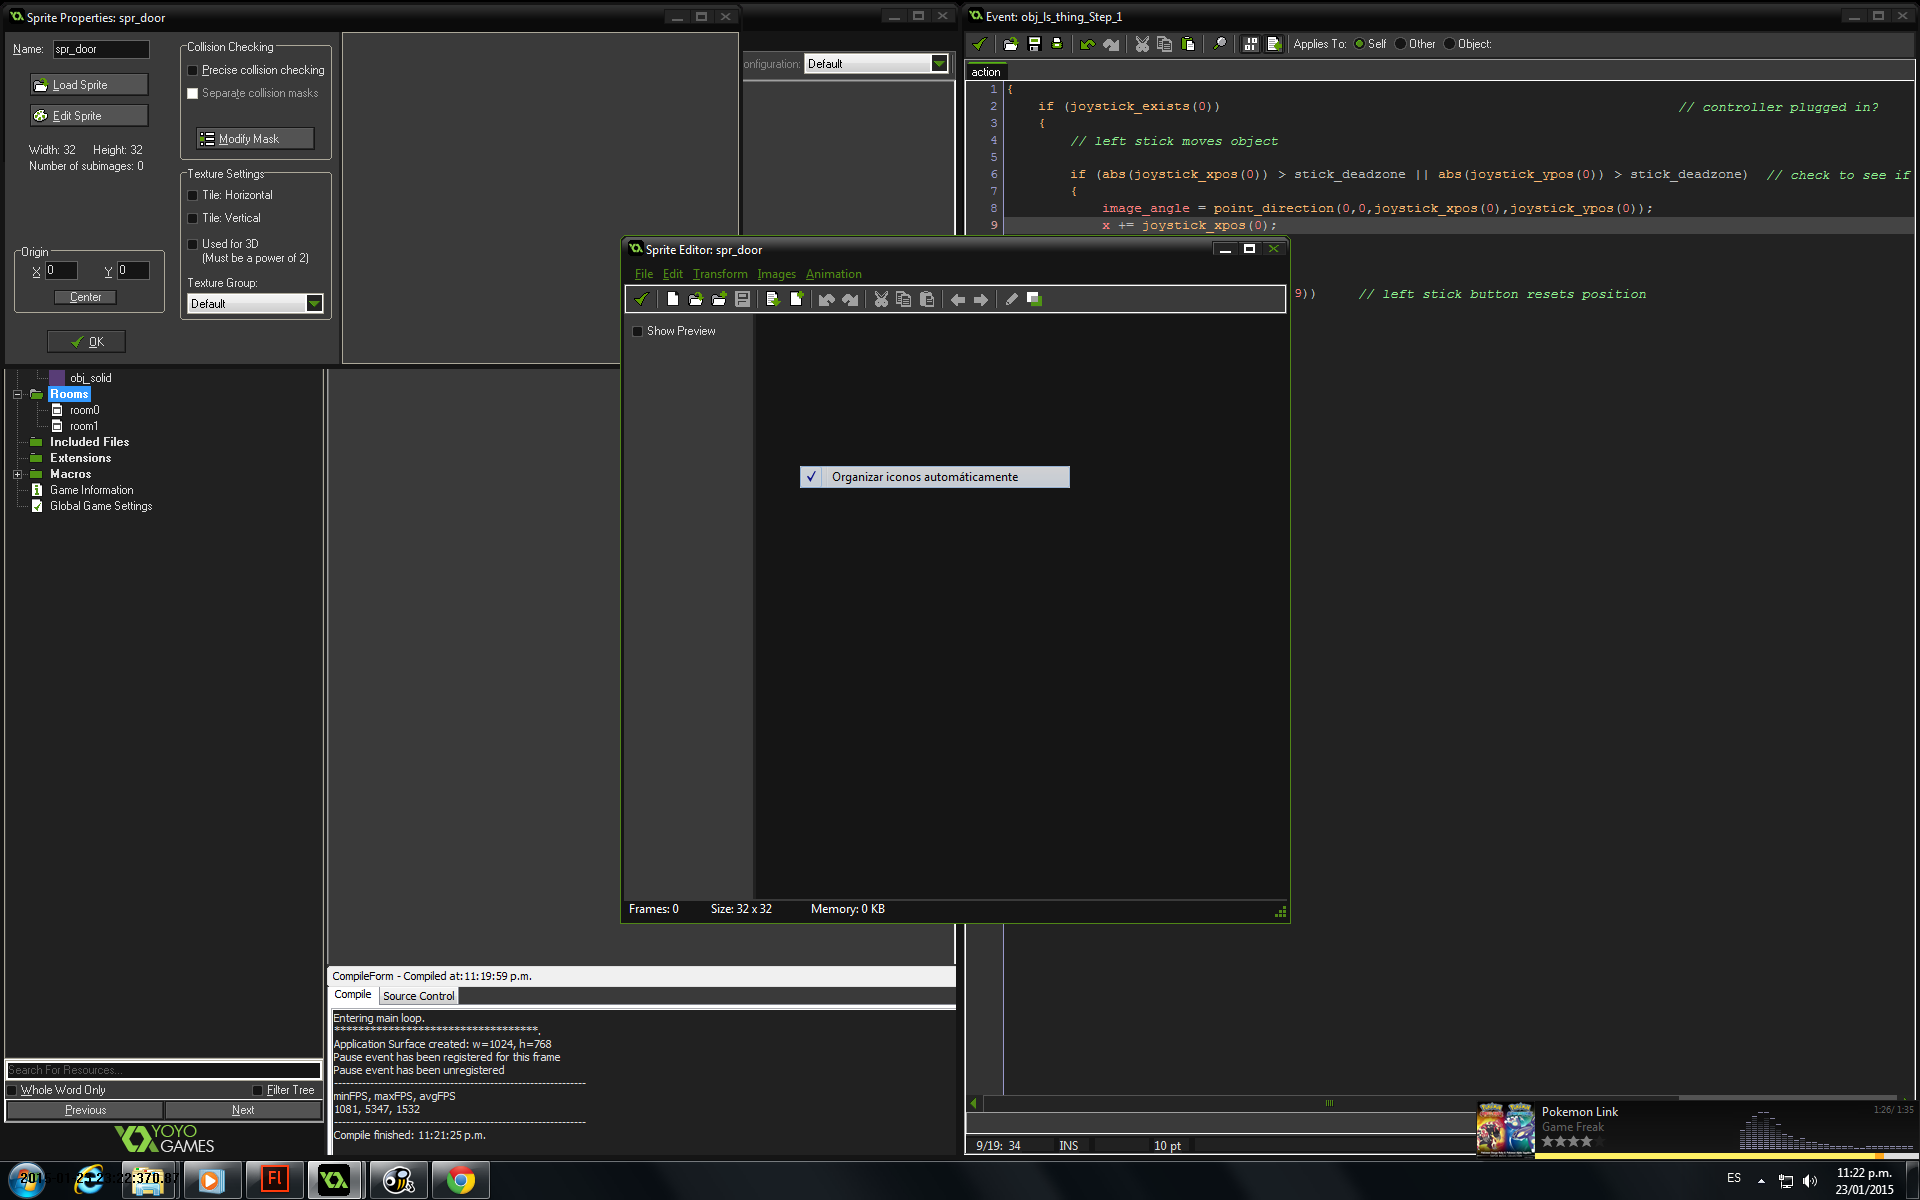 Sprite Properties: spr_door
Name: spr_door
Load Sprite
Edit Sprite
Width: 32 Height: 32
Number of subimages: 0
Origin
X 0 Y 0
Center
OK
Collision Checking
Precise collision checking
Separate collision masks
Modify Mask
Texture Settings
Tile: Horizontal
Tile: Vertical
Used for 3D
(Must be a power of 2)
Texture Group:
Default
onfiguration: Default
Event: obj_ls_thing_Step_1
Applies To: Self Other Object:
action
1 {
2 if (joystick_exists(0)) // controller plugged in?
3 {
4 // left stick moves object
5
6 if (abs(joystick_xpos(0)) > stick_deadzone || abs(joystick_ypos(0)) > stick_deadzone) // check to see if
7 {
8 image_angle = point_direction(0,0,joystick_xpos(0),joystick_ypos(0));
9 x += joystick_xpos(0);
9)) // left stick button resets position
Sprite Editor: spr_door
File Edit Transform Images Animation
Show Preview
Organizar iconos automáticamente
Frames: 0 Size: 32 x 32 Memory: 0 KB
obj_solid
Rooms
room0
room1
Included Files
Extensions
Macros
Game Information
Global Game Settings
Search For Resources...
Whole Word Only Filter Tree
Previous Next
YOYO
GAMES
CompileForm - Compiled at: 11:19:59 p.m.
Compile Source Control
Entering main loop.
**********************************.
Application Surface created: w=1024, h=768
Pause event has been registered for this frame
Pause event has been unregistered
minFPS, maxFPS, avgFPS
1081, 5347, 1532
Compile finished: 11:21:25 p.m.
9/19: 34 INS 10 pt
Pokemon Link
Game Freak
1:26/ 1:35
Fl
ES
11:22 p.m.
23/01/2015